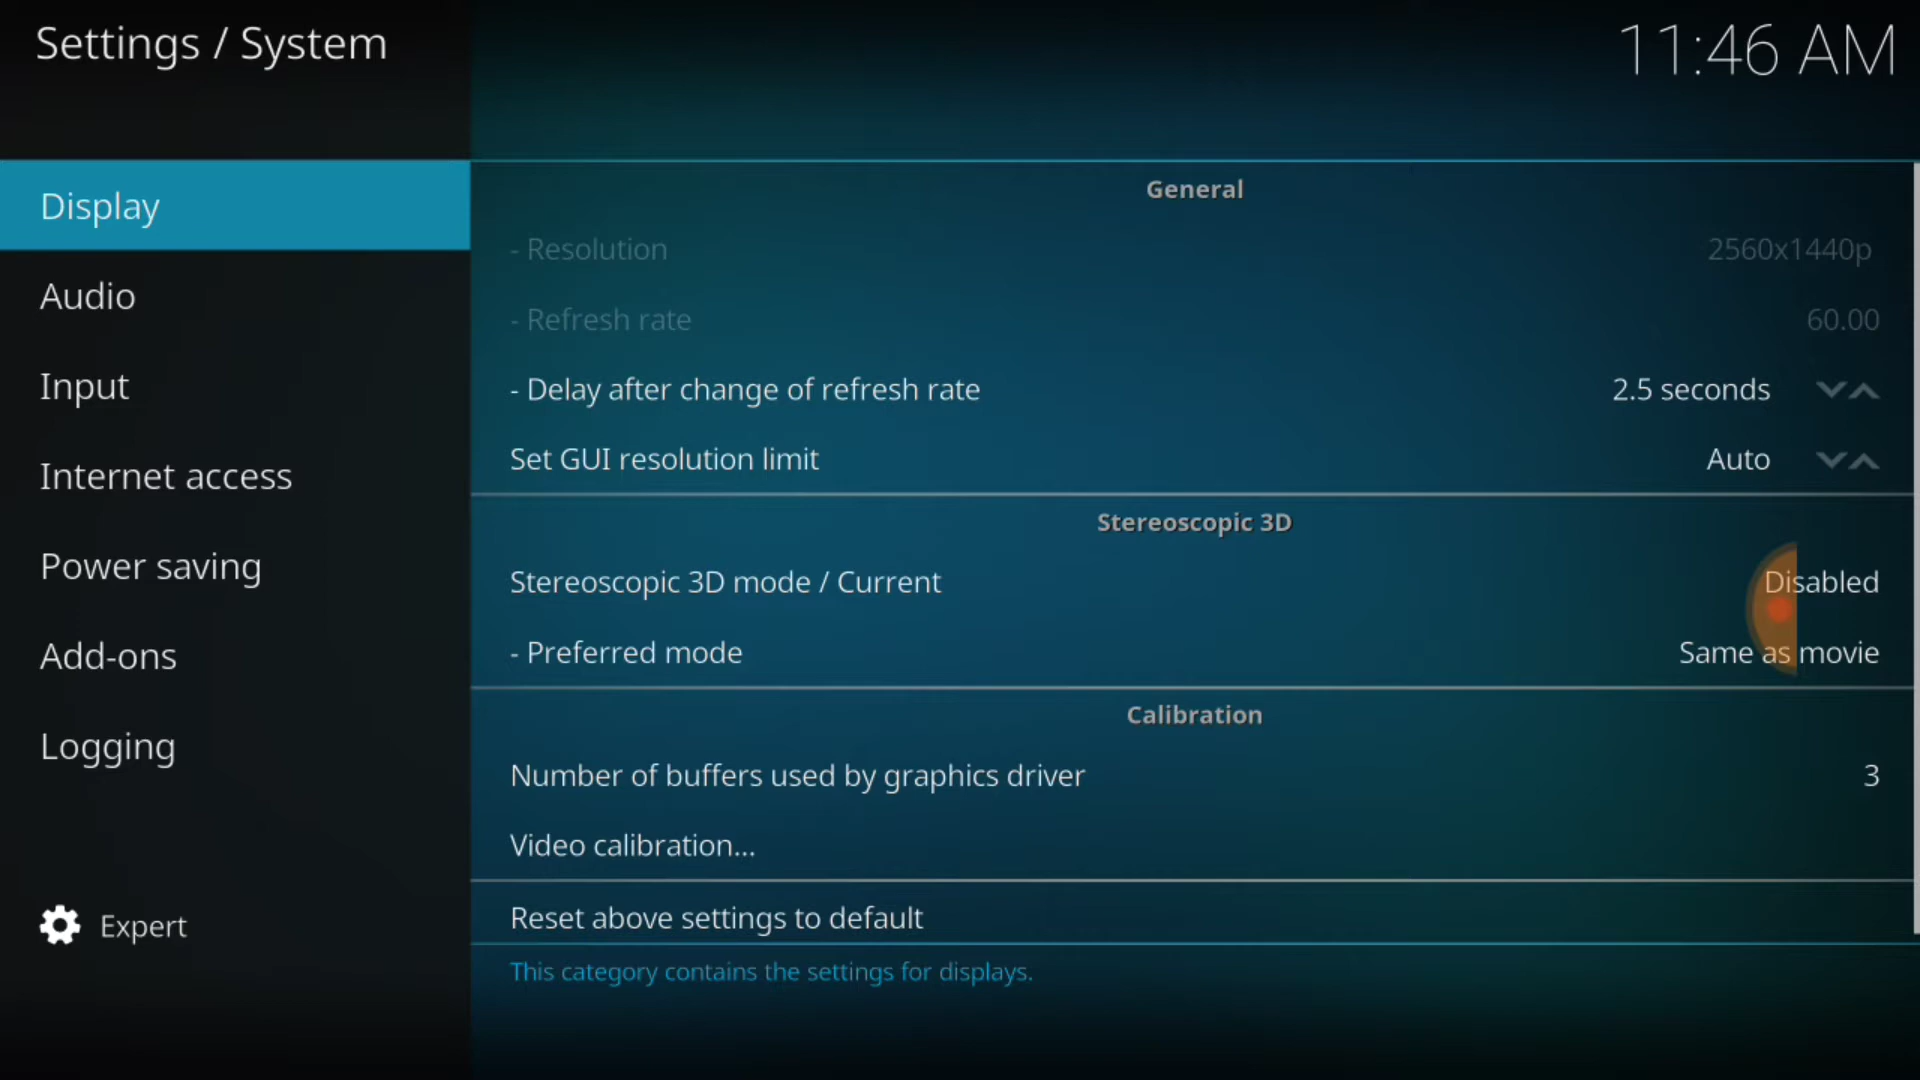 Settings / System
11:46 AM
Display
Audio
Input
Internet access
Power saving
Add-ons
Logging
Expert
General
- Resolution 2560x1440p
- Refresh rate 60.00
- Delay after change of refresh rate 2.5 seconds
Set GUI resolution limit Auto
Stereoscopic 3D
Stereoscopic 3D mode / Current Disabled
- Preferred mode Same as movie
Calibration
Number of buffers used by graphics driver 3
Video calibration...
Reset above settings to default
This category contains the settings for displays.